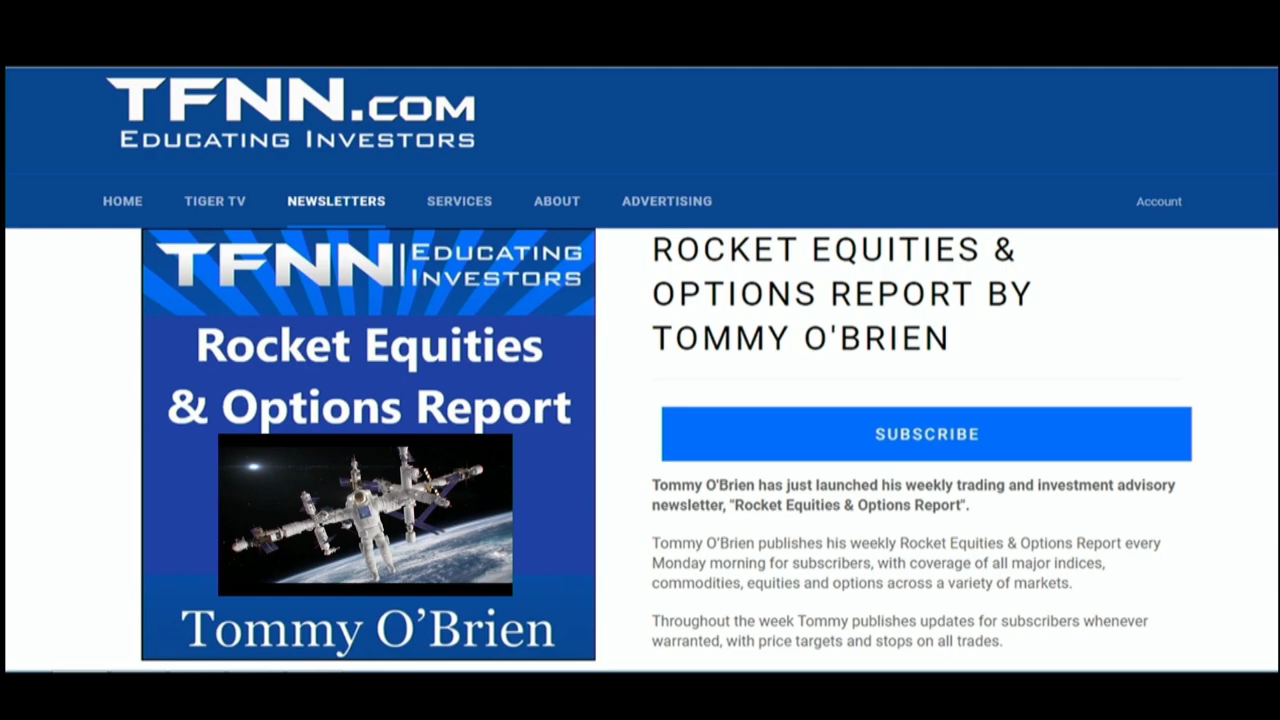 TFNN.COM
EDUCATING INVESTORS
HOME TIGER TV NEWSLETTERS SERVICES ABOUT ADVERTISING Account
TFNN | EDUCATING
INVESTORS
Rocket Equities
& Options Report
Tommy O’Brien
ROCKET EQUITIES &
OPTIONS REPORT BY
TOMMY O'BRIEN
SUBSCRIBE
Tommy O'Brien has just launched his weekly trading and investment advisory
newsletter, "Rocket Equities & Options Report".
Tommy O’Brien publishes his weekly Rocket Equities & Options Report every
Monday morning for subscribers, with coverage of all major indices,
commodities, equities and options across a variety of markets.
Throughout the week Tommy publishes updates for subscribers whenever
warranted, with price targets and stops on all trades.